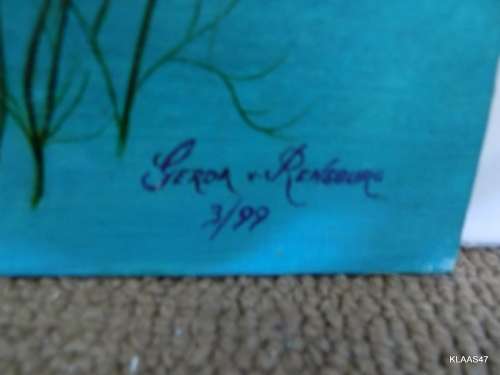 Gerda v. Rensburg
3/99
KLAAS47